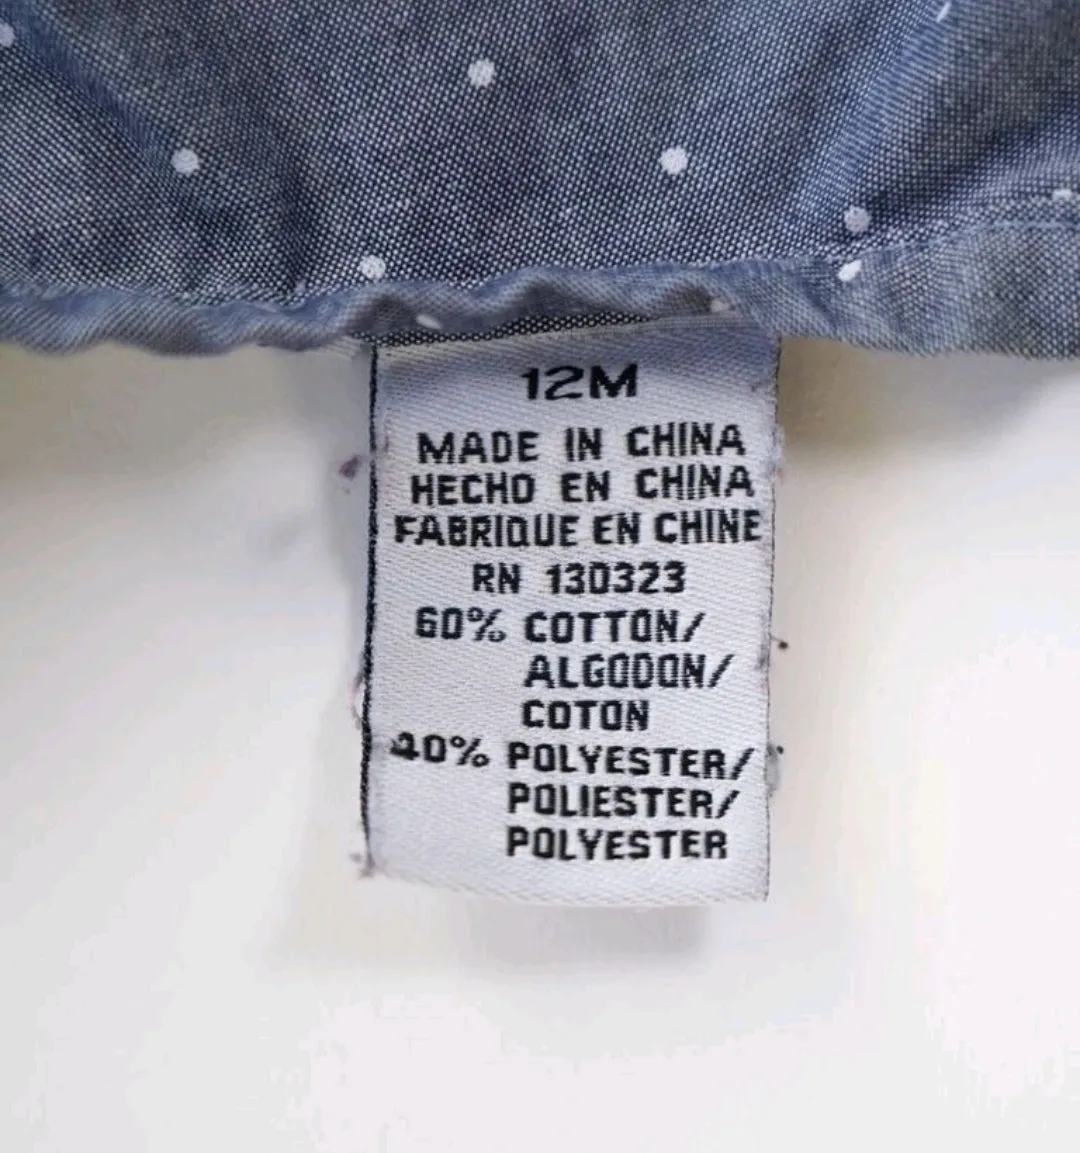 12M
MADE IN CHINA
HECHO EN CHINA
FABRIQUE EN CHINE
RN 130323
60% COTTON/
ALGODON/
COTON
40% POLYESTER/
POLIESTER/
POLYESTER